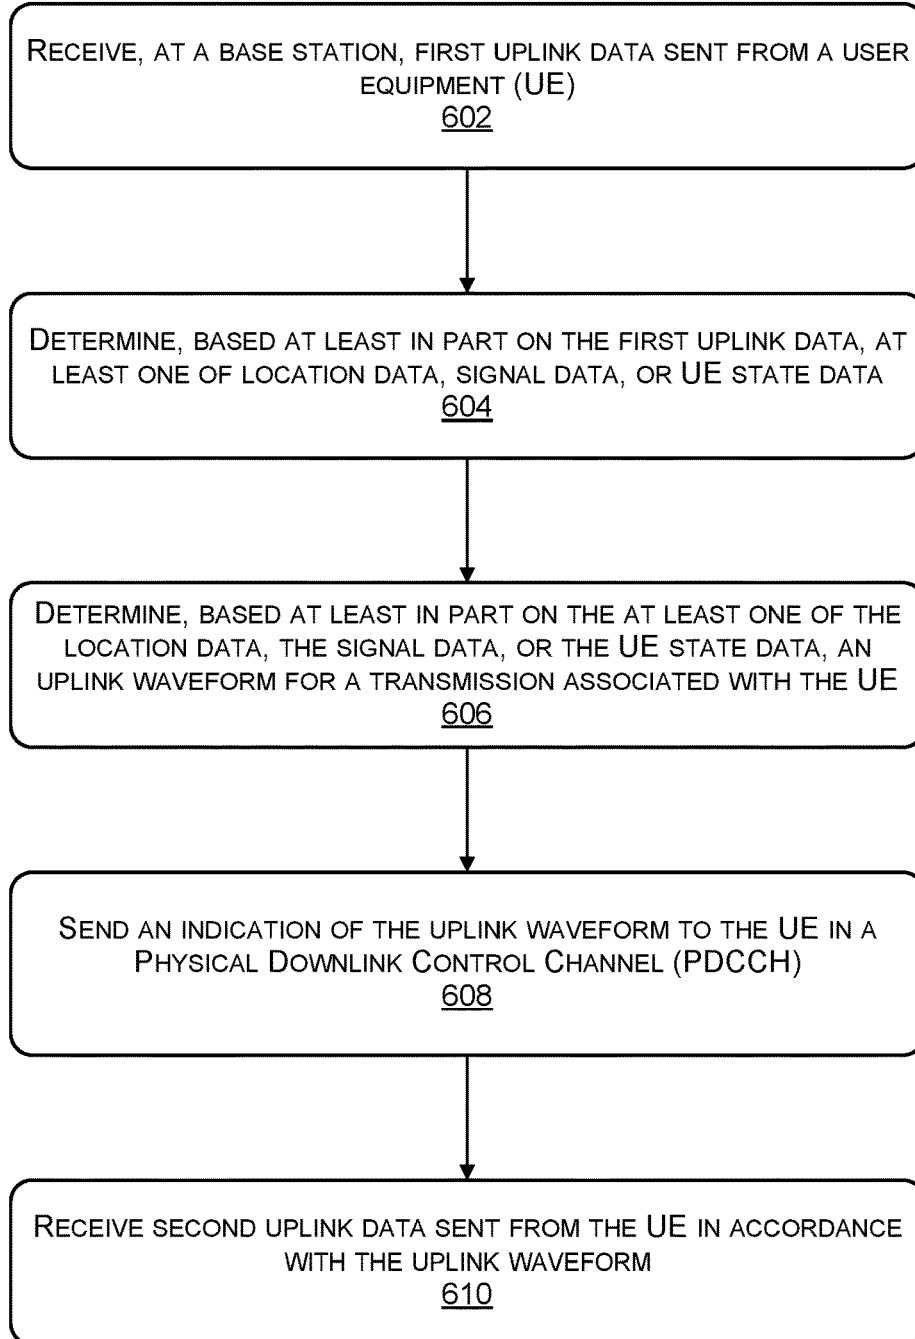 RECEIVE, AT A BASE STATION, FIRST UPLINK DATA SENT FROM A USER
EQUIPMENT (UE)
602
DETERMINE, BASED AT LEAST IN PART ON THE FIRST UPLINK DATA, AT
LEAST ONE OF LOCATION DATA, SIGNAL DATA, OR UE STATE DATA
604
DETERMINE, BASED AT LEAST IN PART ON THE AT LEAST ONE OF THE
LOCATION DATA, THE SIGNAL DATA, OR THE UE STATE DATA, AN
UPLINK WAVEFORM FOR A TRANSMISSION ASSOCIATED WITH THE UE
606
SEND AN INDICATION OF THE UPLINK WAVEFORM TO THE UE IN A
PHYSICAL DOWNLINK CONTROL CHANNEL (PDCCH)
608
RECEIVE SECOND UPLINK DATA SENT FROM THE UE IN ACCORDANCE
WITH THE UPLINK WAVEFORM
610